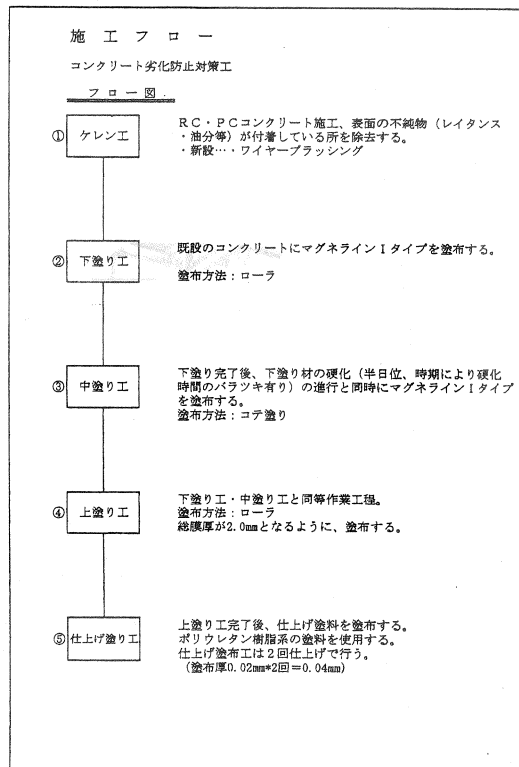 施工フロー
コンクリート劣化防止対策工
フロー図.
① ケレン工
RC・PCコンクリート施工、表面の不純物（レイタンス
・油分等）が付着している所を除去する。
・新設…・ワイヤーブラッシング
② 下塗り工
既設のコンクリートにマグネラインIタイプを塗布する。
塗布方法：ローラ
③ 中塗り工
下塗り完了後、下塗り材の硬化（半日位、時期により硬化
時間のバラツキ有り）の進行と同時にマグネラインIタイプ
を塗布する。
塗布方法：コテ塗り
④ 上塗り工
下塗り工・中塗り工と同等作業工程。
塗布方法：ローラ
総膜厚が2.0mmとなるように、塗布する。
⑤ 仕上げ塗り工
上塗り工完了後、仕上げ塗料を塗布する。
ポリウレタン樹脂系の塗料を使用する。
仕上げ塗布工は２回仕上げで行う。
（塗布厚0.02mm*2回＝0.04mm）